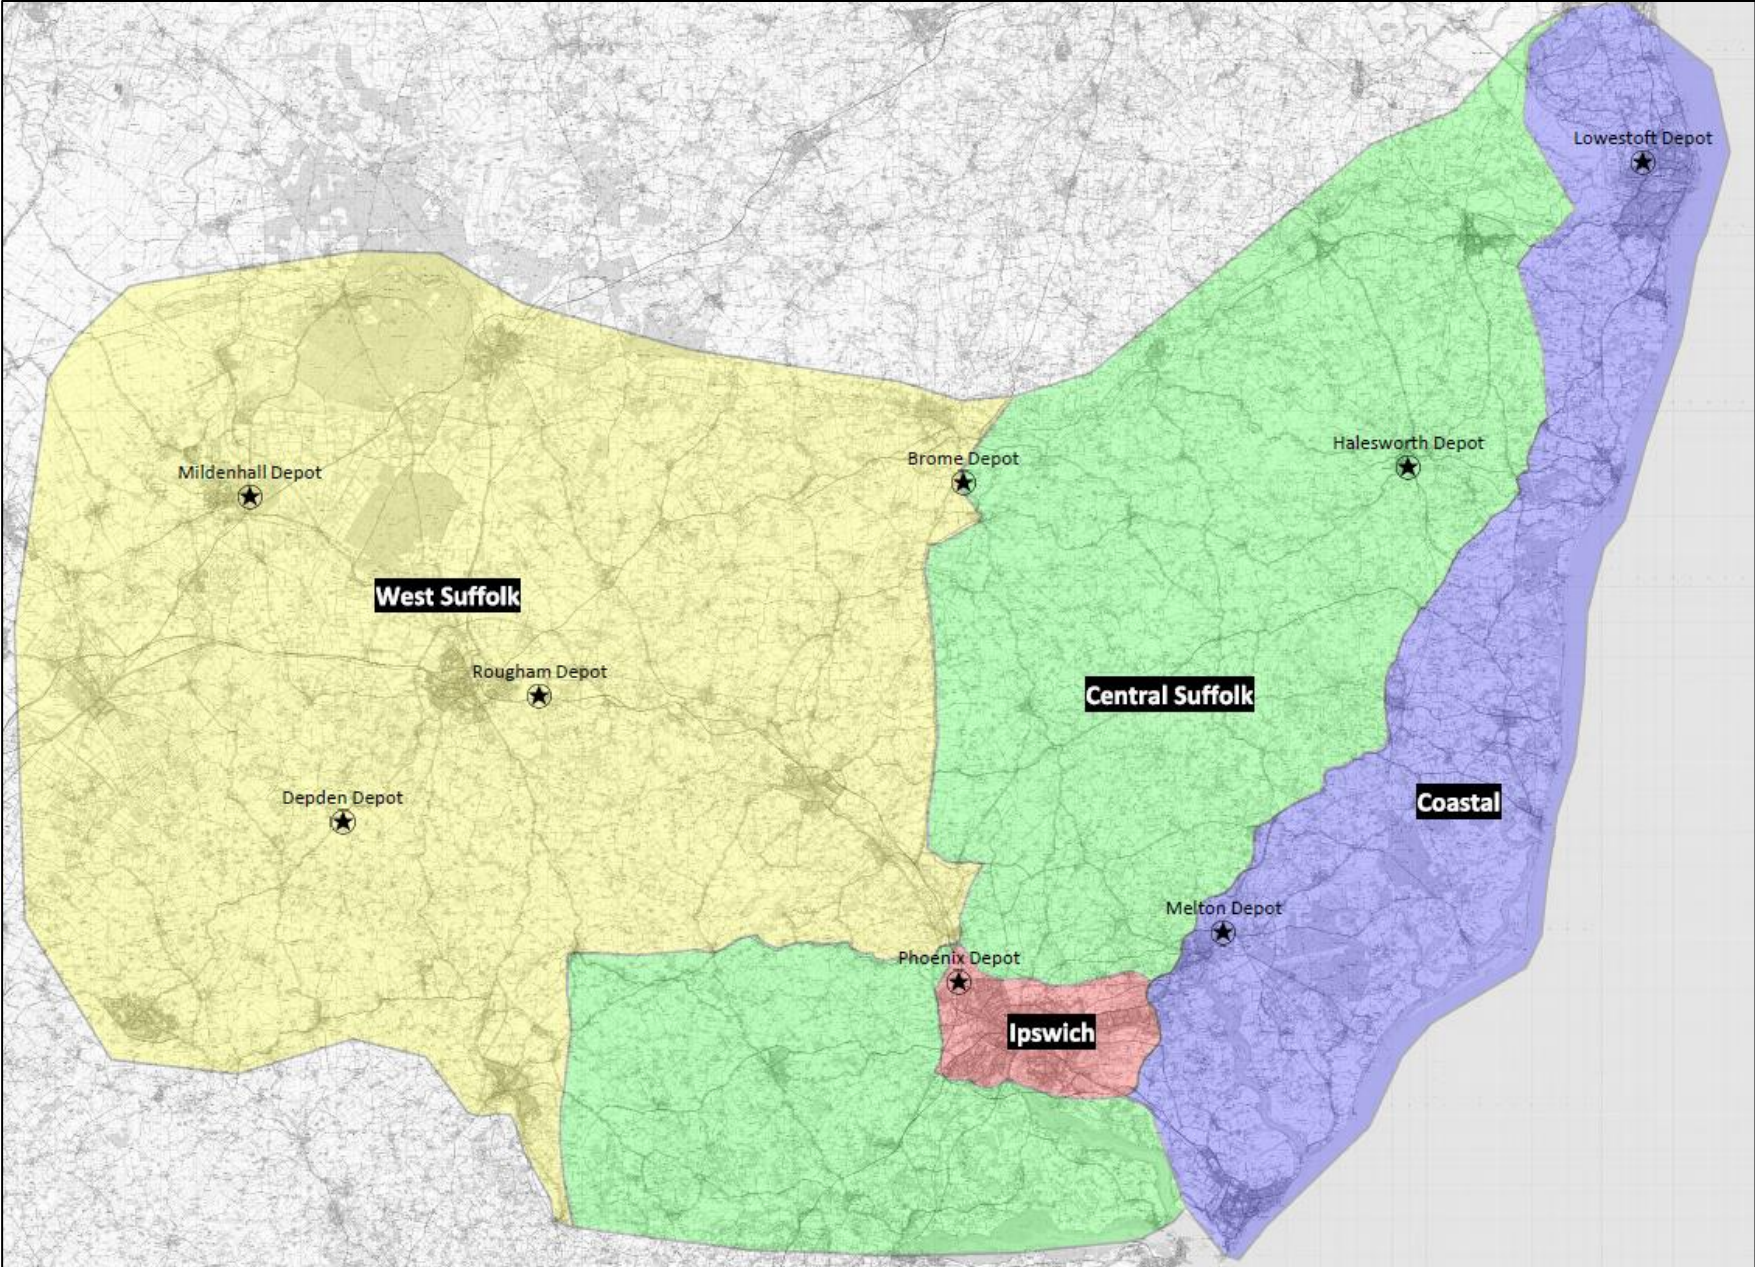 Lowestoft Depot
Halesworth Depot
Brome Depot
Mildenhall Depot
West Suffolk
Rougham Depot
Central Suffolk
Depden Depot
Coastal
Melton Depot
Phoenix Depot
Ipswich